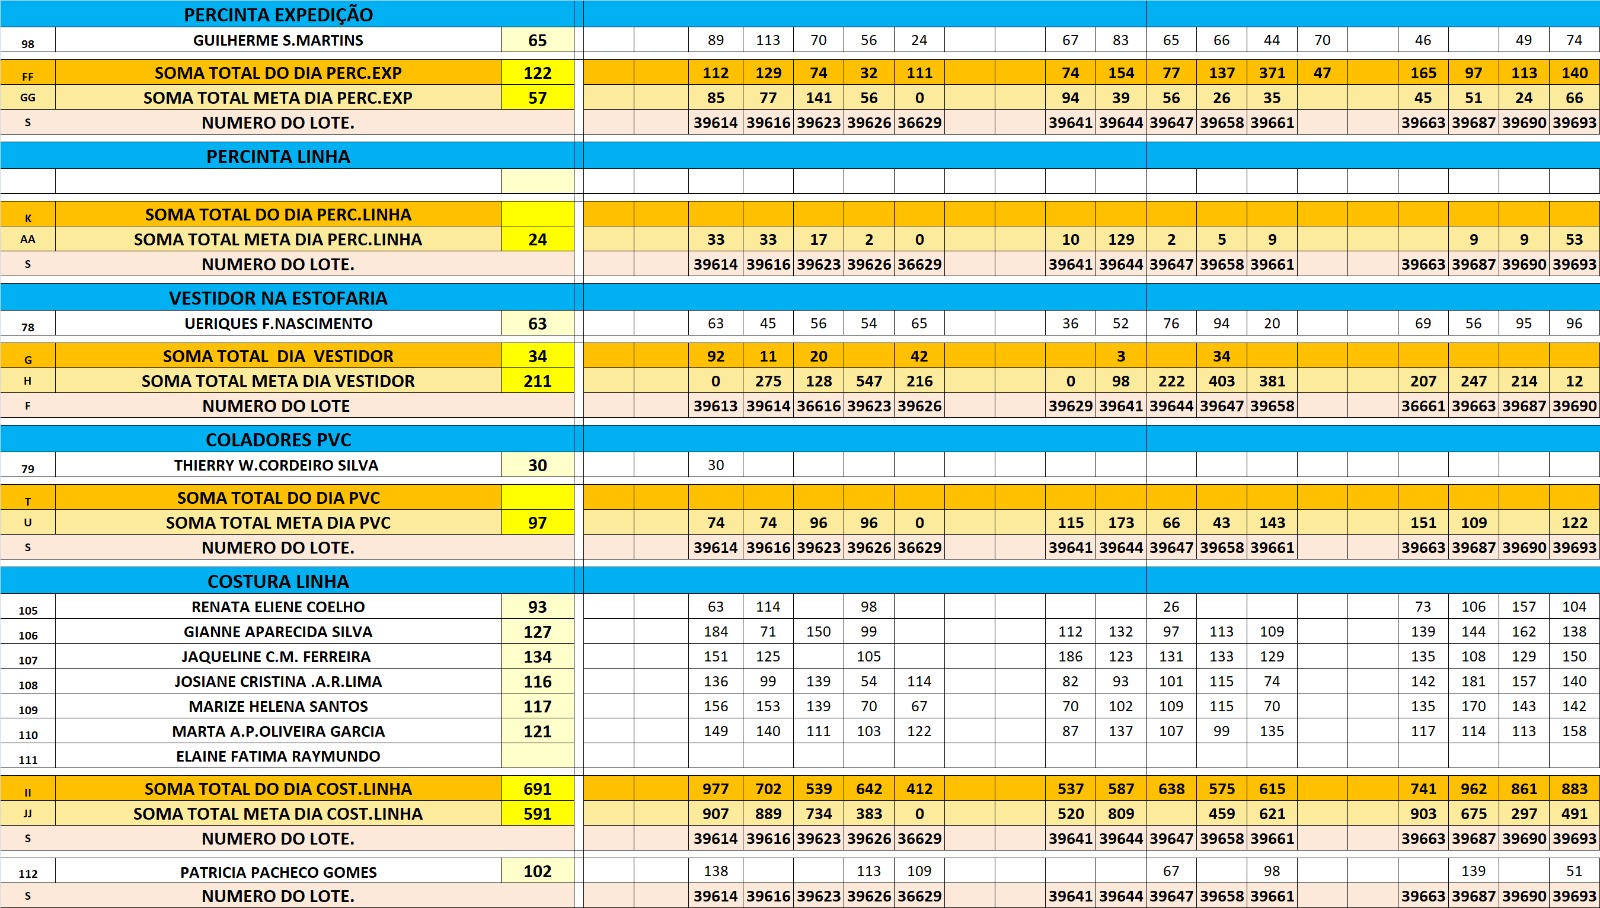 PERCINTA EXPEDIÇÃO
98 GUILHERME S.MARTINS 65 89 113 70 56 24 67 83 65 66 44 70 46 49 74
FF SOMA TOTAL DO DIA PERC.EXP 122 112 129 74 32 111 74 154 77 137 371 47 165 97 113 140
GG SOMA TOTAL META DIA PERC.EXP 57 85 77 141 56 0 94 39 56 26 35 45 51 24 66
S NUMERO DO LOTE. 39614 39616 39623 39626 36629 39641 39644 39647 39658 39661 39663 39687 39690 39693
PERCINTA LINHA
K SOMA TOTAL DO DIA PERC.LINHA
AA SOMA TOTAL META DIA PERC.LINHA 24 33 33 17 2 0 10 129 2 5 9 9 9 53
S NUMERO DO LOTE. 39614 39616 39623 39626 36629 39641 39644 39647 39658 39661 39663 39687 39690 39693
VESTIDOR NA ESTOFARIA
78 UERIQUES F.NASCIMENTO 63 63 45 56 54 65 36 52 76 94 20 69 56 95 96
G SOMA TOTAL DIA VESTIDOR 34 92 11 20 42 3 34
H SOMA TOTAL META DIA VESTIDOR 211 0 275 128 547 216 0 98 222 403 381 207 247 214 12
F NUMERO DO LOTE 39613 39614 36616 39623 39626 39629 39641 39644 39647 39658 36661 39663 39687 39690
COLADORES PVC
79 THIERRY W.CORDEIRO SILVA 30 30
T SOMA TOTAL DO DIA PVC
U SOMA TOTAL META DIA PVC 97 74 74 96 96 0 115 173 66 43 143 151 109 122
S NUMERO DO LOTE. 39614 39616 39623 39626 36629 39641 39644 39647 39658 39661 39663 39687 39690 39693
COSTURA LINHA
105 RENATA ELIENE COELHO 93 63 114 98 26 73 106 157 104
106 GIANNE APARECIDA SILVA 127 184 71 150 99 112 132 97 113 109 139 144 162 138
107 JAQUELINE C.M. FERREIRA 134 151 125 105 186 123 131 133 129 135 108 129 150
108 JOSIANE CRISTINA .A.R.LIMA 116 136 99 139 54 114 82 93 101 115 74 142 181 157 140
109 MARIZE HELENA SANTOS 117 156 153 139 70 67 70 102 109 115 70 135 170 143 142
110 MARTA A.P.OLIVEIRA GARCIA 121 149 140 111 103 122 87 137 107 99 135 117 114 113 158
111 ELAINE FATIMA RAYMUNDO
II SOMA TOTAL DO DIA COST.LINHA 691 977 702 539 642 412 537 587 638 575 615 741 962 861 883
JJ SOMA TOTAL META DIA COST.LINHA 591 907 889 734 383 0 520 809 459 621 903 675 297 491
S NUMERO DO LOTE. 39614 39616 39623 39626 36629 39641 39644 39647 39658 39661 39663 39687 39690 39693
112 PATRICIA PACHECO GOMES 102 138 113 109 67 98 139 51
S NUMERO DO LOTE. 39614 39616 39623 39626 36629 39641 39644 39647 39658 39661 39663 39687 39690 39693